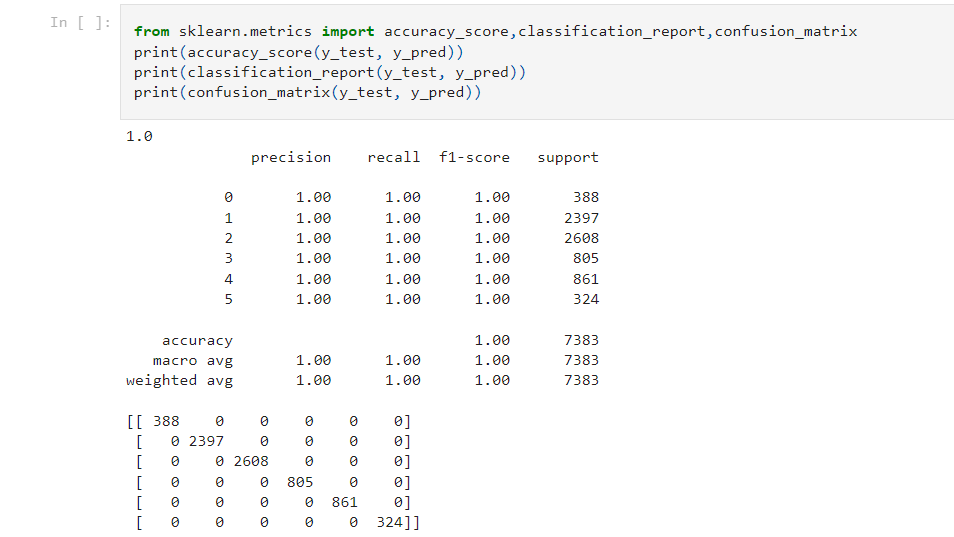 In [ ]:
from sklearn.metrics import accuracy_score,classification_report,confusion_matrix
print(accuracy_score(y_test, y_pred))
print(classification_report(y_test, y_pred))
print(confusion_matrix(y_test, y_pred))
1.0
              precision    recall  f1-score   support
           0       1.00      1.00      1.00       388
           1       1.00      1.00      1.00      2397
           2       1.00      1.00      1.00      2608
           3       1.00      1.00      1.00       805
           4       1.00      1.00      1.00       861
           5       1.00      1.00      1.00       324
    accuracy                           1.00      7383
   macro avg       1.00      1.00      1.00      7383
weighted avg       1.00      1.00      1.00      7383
[[ 388    0    0    0    0    0]
 [   0 2397    0    0    0    0]
 [   0    0 2608    0    0    0]
 [   0    0    0  805    0    0]
 [   0    0    0    0  861    0]
 [   0    0    0    0    0  324]]